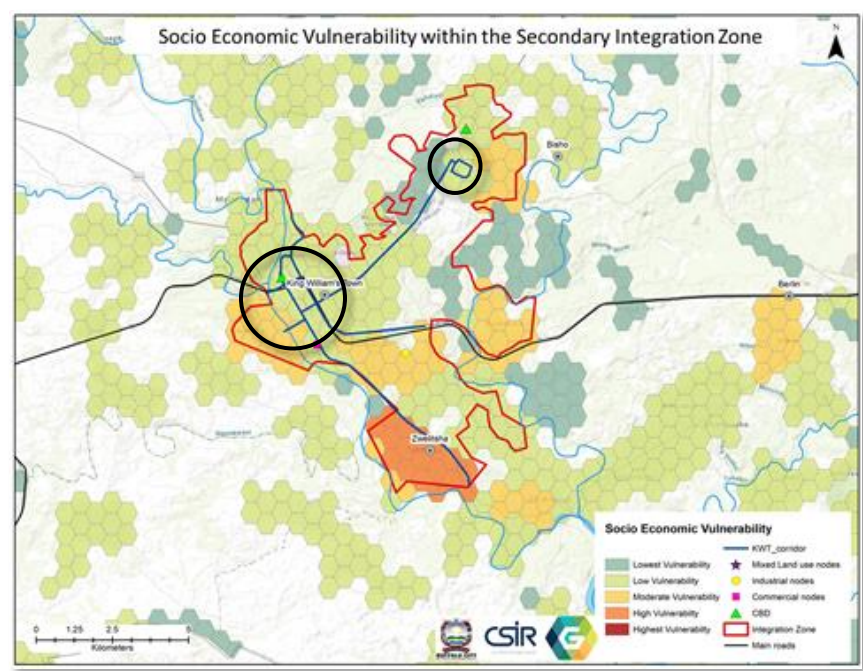 Socio Economic Vulnerability within the Secondary Integration Zone
N
Bisho
King William's Town
Berlin
Zwelitsha
Socio Economic Vulnerability
Lowest Vulnerability
Low Vulnerability
Moderate Vulnerability
High Vulnerability
Highest Vulnerability
KWT_corridor
Mixed Land use nodes
Industrial nodes
Commercial nodes
CBD
Integration Zone
Main roads
0 1.25 2.5 5
Kilometers
BUFFALO CITY
CSIR
G